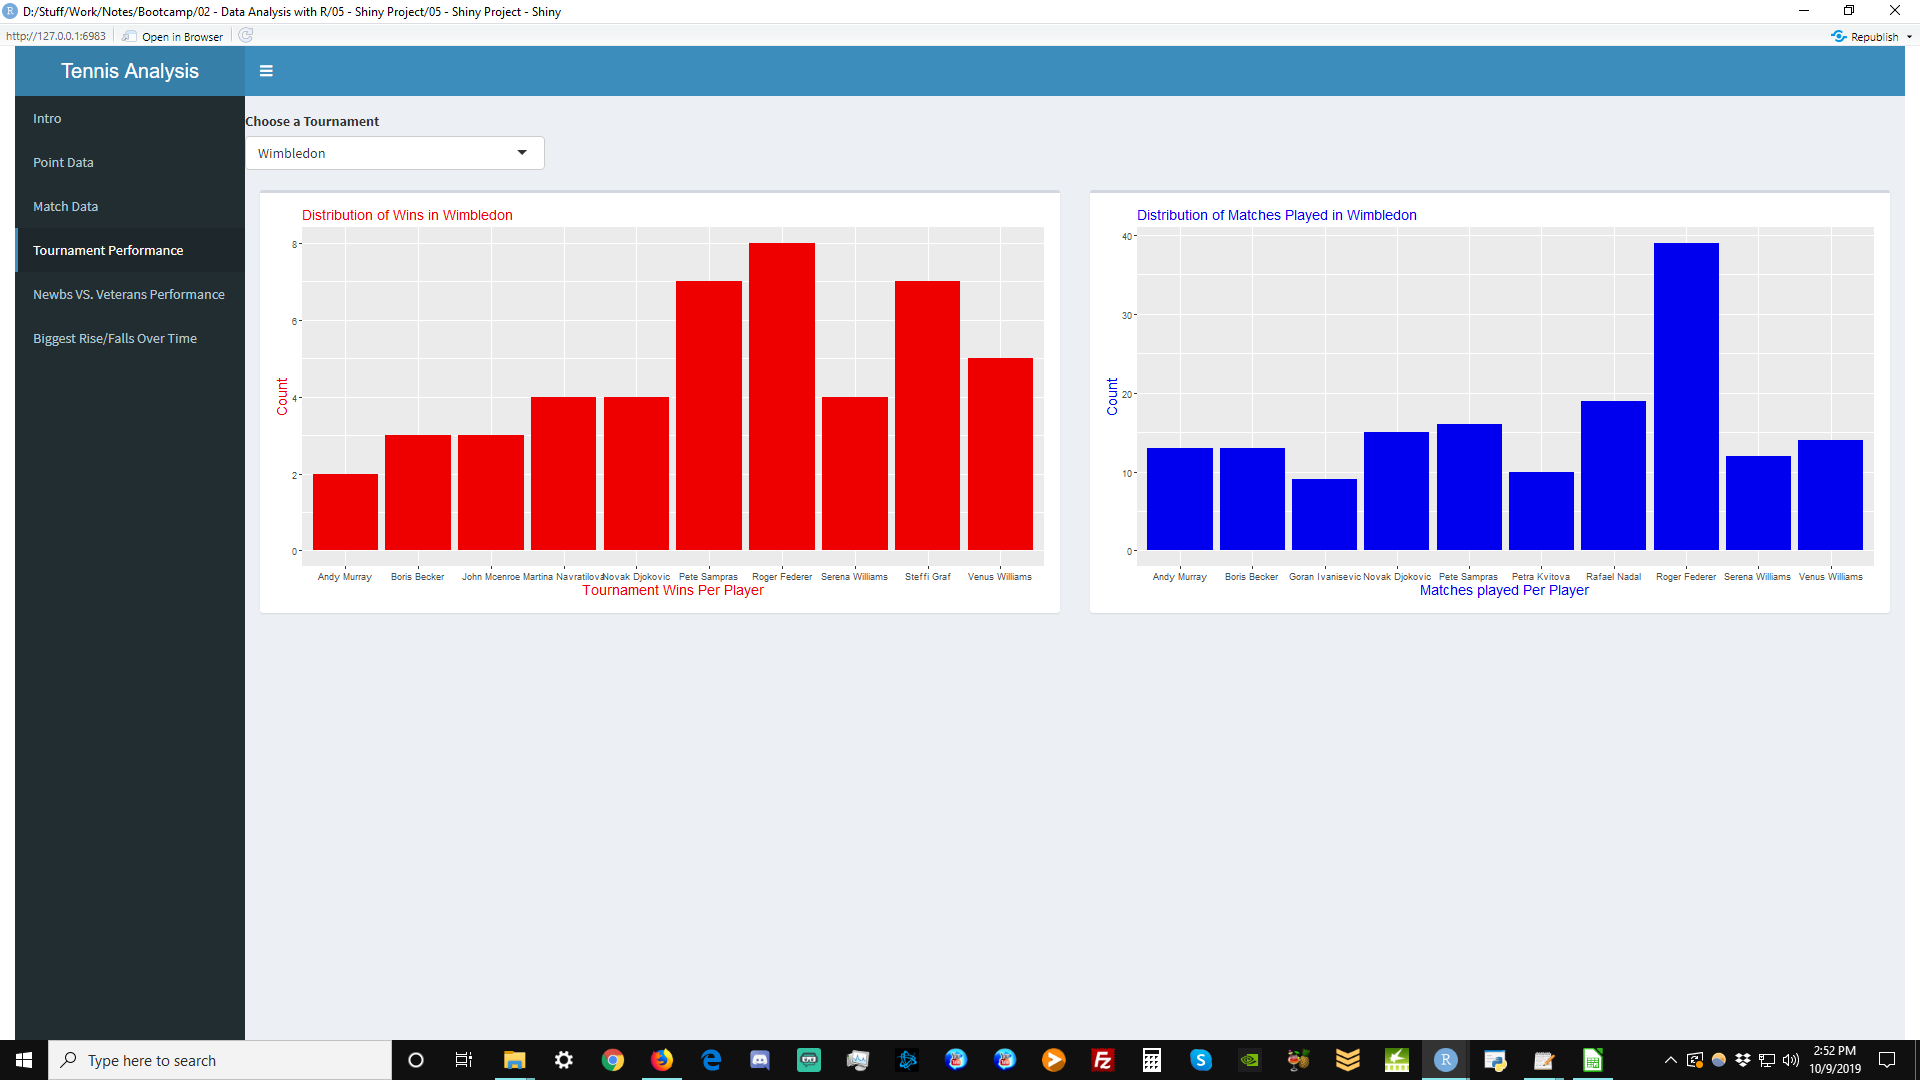 D:/Stuff/Work/Notes/Bootcamp/02 - Data Analysis with R/05 - Shiny Project/05 - Shiny Project - Shiny
http://127.0.0.1:6983 Open in Browser Republish
Tennis Analysis
Intro
Point Data
Match Data
Tournament Performance
Newbs VS. Veterans Performance
Biggest Rise/Falls Over Time
Choose a Tournament
Wimbledon
Distribution of Wins in Wimbledon
Count
8
6
4
2
0
Andy Murray Boris Becker John Mcenroe Martina Navratilova Novak Djokovic Pete Sampras Roger Federer Serena Williams Steffi Graf Venus Williams
Tournament Wins Per Player
Distribution of Matches Played in Wimbledon
Count
40
30
20
10
0
Andy Murray Boris Becker Goran Ivanisevic Novak Djokovic Pete Sampras Petra Kvitova Rafael Nadal Roger Federer Serena Williams Venus Williams
Matches played Per Player
Type here to search
2:52 PM
10/9/2019